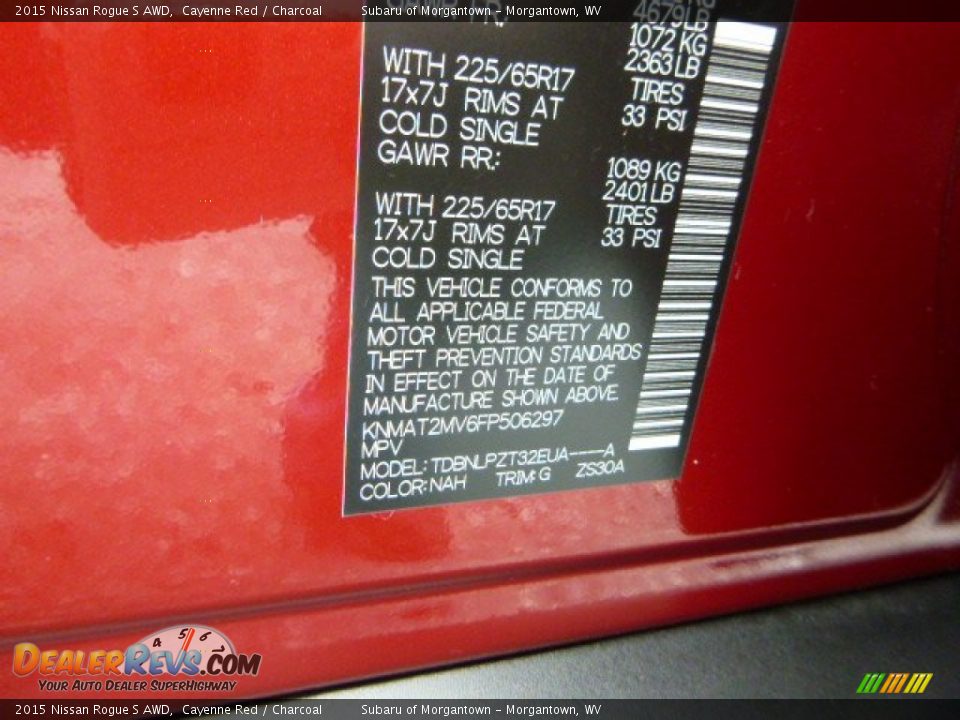 2015 Nissan Rogue S AWD, Cayenne Red / Charcoal Subaru of Morgantown - Morgantown, WV
4679LB
1072 KG
2363 LB
WITH 225/65R17 TIRES
17x7J RIMS AT 33 PSI
COLD SINGLE
GAWR RR.: 1089 KG
2401 LB
WITH 225/65R17 TIRES
17x7J RIMS AT 33 PSI
COLD SINGLE
THIS VEHICLE CONFORMS TO
ALL APPLICABLE FEDERAL
MOTOR VEHICLE SAFETY AND
THEFT PREVENTION STANDARDS
IN EFFECT ON THE DATE OF
MANUFACTURE SHOWN ABOVE.
KNMAT2MV6FP506297
MPV
MODEL: TDBNLPZT32EUA----A
COLOR: NAH TRIM: G ZS30A
4 5 6
DEALERREVS.COM
YOUR AUTO DEALER SUPERHIGHWAY
2015 Nissan Rogue S AWD, Cayenne Red / Charcoal Subaru of Morgantown - Morgantown, WV